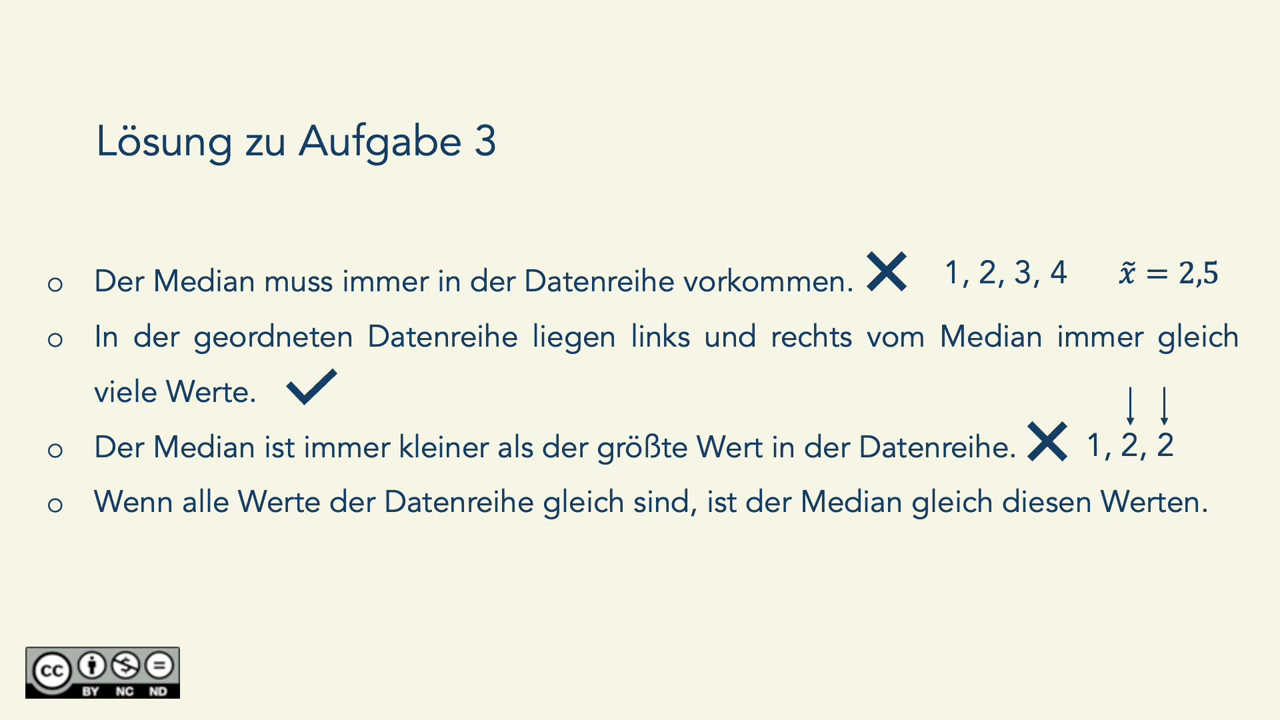 Lösung zu Aufgabe 3
Der Median muss immer in der Datenreihe vorkommen. 1, 2, 3, 4 x̃ = 2,5
In der geordneten Datenreihe liegen links und rechts vom Median immer gleich
viele Werte.
Der Median ist immer kleiner als der größte Wert in der Datenreihe. 1, 2, 2
Wenn alle Werte der Datenreihe gleich sind, ist der Median gleich diesen Werten.
cc
BY NC ND